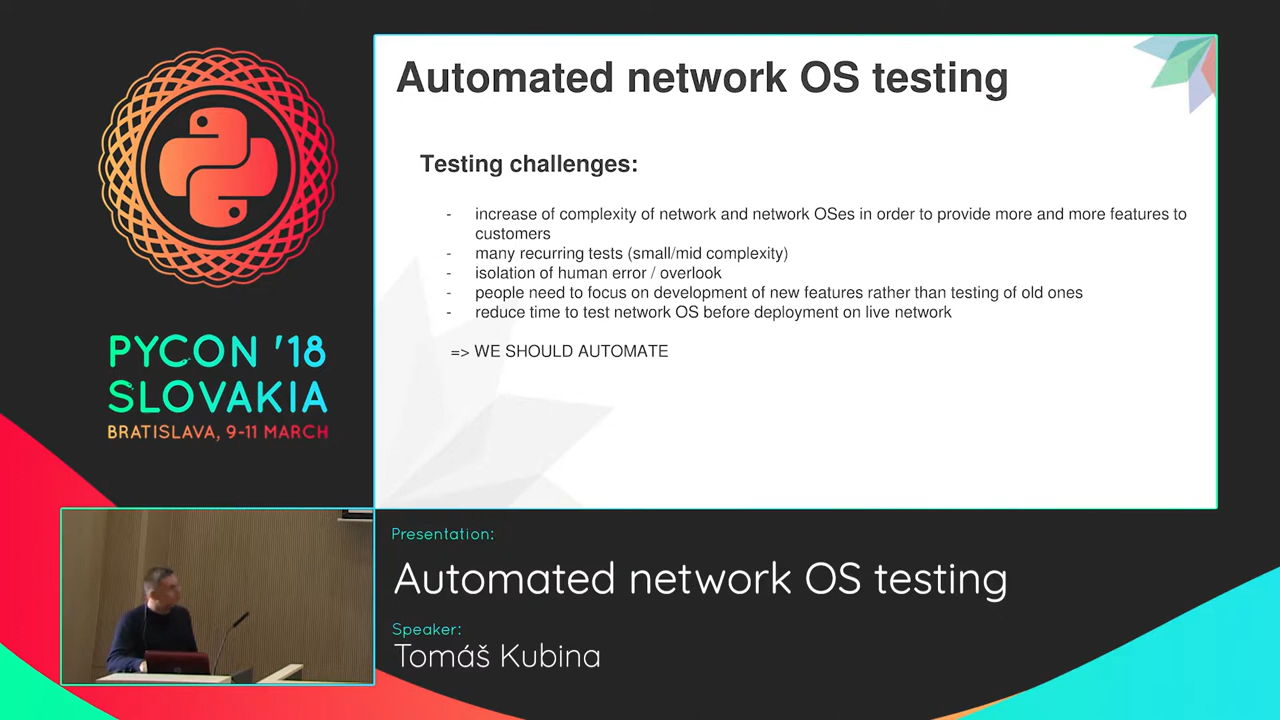 Automated network OS testing
Testing challenges:
- increase of complexity of network and network OSes in order to provide more and more features to
customers
- many recurring tests (small/mid complexity)
- isolation of human error / overlook
- people need to focus on development of new features rather than testing of old ones
- reduce time to test network OS before deployment on live network
=> WE SHOULD AUTOMATE
PYCON '18
SLOVAKIA
BRATISLAVA, 9-11 MARCH
Presentation:
Automated network OS testing
Speaker:
Tomáš Kubina